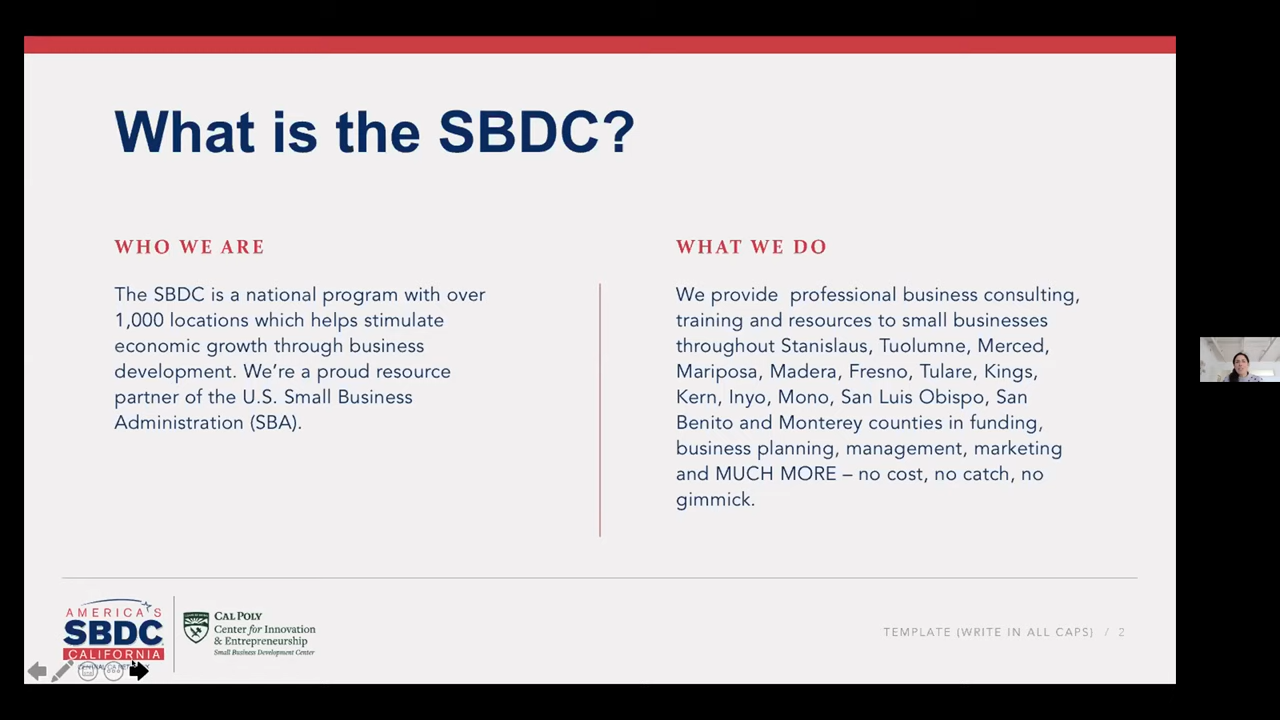 What is the SBDC?
WHO WE ARE
The SBDC is a national program with over
1,000 locations which helps stimulate
economic growth through business
development. We're a proud resource
partner of the U.S. Small Business
Administration (SBA).
WHAT WE DO
We provide  professional business consulting,
training and resources to small businesses
throughout Stanislaus, Tuolumne, Merced,
Mariposa, Madera, Fresno, Tulare, Kings,
Kern, Inyo, Mono, San Luis Obispo, San
Benito and Monterey counties in funding,
business planning, management, marketing
and MUCH MORE – no cost, no catch, no
gimmick.
AMERICA'S
SBDC
CALIFORNIA
CAL POLY
Center for Innovation
& Entrepreneurship
Small Business Development Center
TEMPLATE (WRITE IN ALL CAPS) / 2